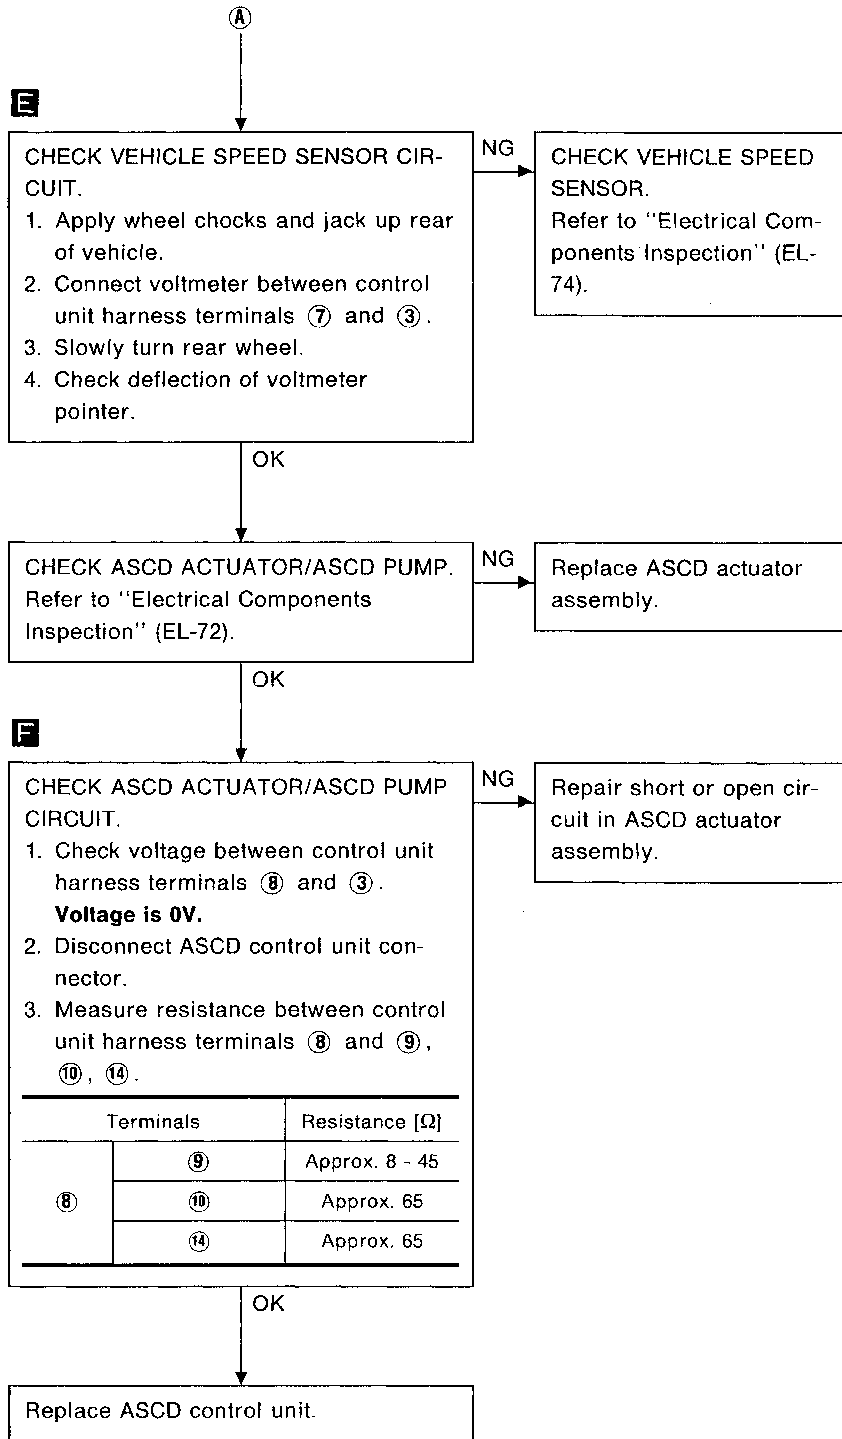 Ⓐ
E
CHECK VEHICLE SPEED SENSOR CIR-
CUIT.
1. Apply wheel chocks and jack up rear
of vehicle.
2. Connect voltmeter between control
unit harness terminals ⑦ and ③.
3. Slowly turn rear wheel.
4. Check deflection of voltmeter
pointer.
NG
CHECK VEHICLE SPEED
SENSOR.
Refer to "Electrical Com-
ponents Inspection" (EL-
74).
OK
CHECK ASCD ACTUATOR/ASCD PUMP.
Refer to "Electrical Components
Inspection" (EL-72).
NG
Replace ASCD actuator
assembly.
OK
F
CHECK ASCD ACTUATOR/ASCD PUMP
CIRCUIT.
1. Check voltage between control unit
harness terminals ⑧ and ③.
Voltage is 0V.
2. Disconnect ASCD control unit con-
nector.
3. Measure resistance between control
unit harness terminals ⑧ and ⑨,
⑩, ⑭.
Terminals Resistance [Ω]
⑨ Approx. 8 - 45
⑧ ⑩ Approx. 65
⑭ Approx. 65
NG
Repair short or open cir-
cuit in ASCD actuator
assembly.
OK
Replace ASCD control unit.